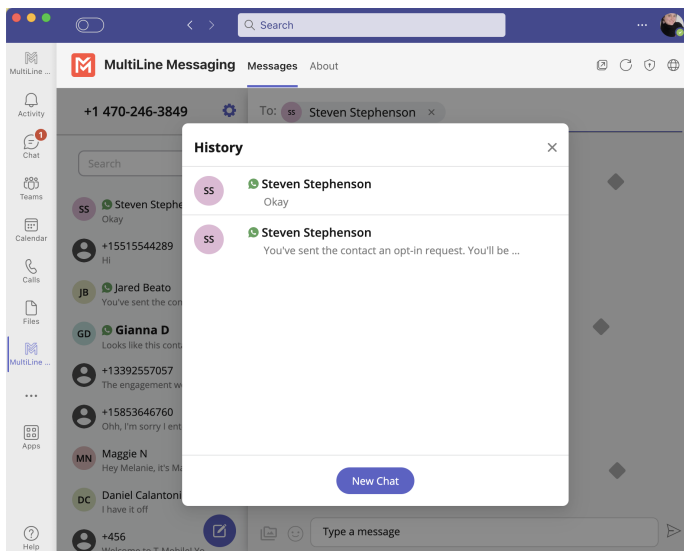 Search
MultiLine ...
Activity
1
Chat
Teams
Calendar
Calls
Files
MultiLine ...
Apps
Help
MultiLine Messaging
Messages
About
+1 470-246-3849
To:
SS
Steven Stephenson
Search
SS
Steven Stephe
Okay
+15515544289
Hi
JB
Jared Beato
You've sent the con
GD
Gianna D
Looks like this conta
+13392557057
The engagement w
+15853646760
Ohh, I'm sorry I ent
MN
Maggie N
Hey Melanie, it's Ma
DC
Daniel Calantoni
I have it off
+456
History
SS
Steven Stephenson
Okay
SS
Steven Stephenson
You've sent the contact an opt-in request. You'll be ...
New Chat
Type a message